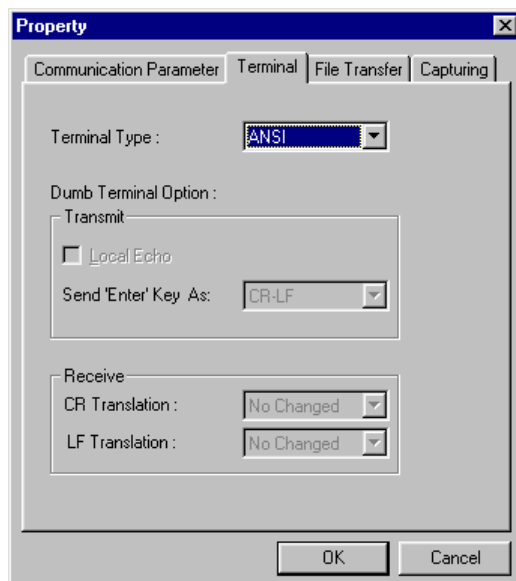 Property
Communication Parameter Terminal File Transfer Capturing
Terminal Type : ANSI
Dumb Terminal Option :
Transmit
Local Echo
Send 'Enter' Key As: CR-LF
Receive
CR Translation : No Changed
LF Translation : No Changed
OK Cancel